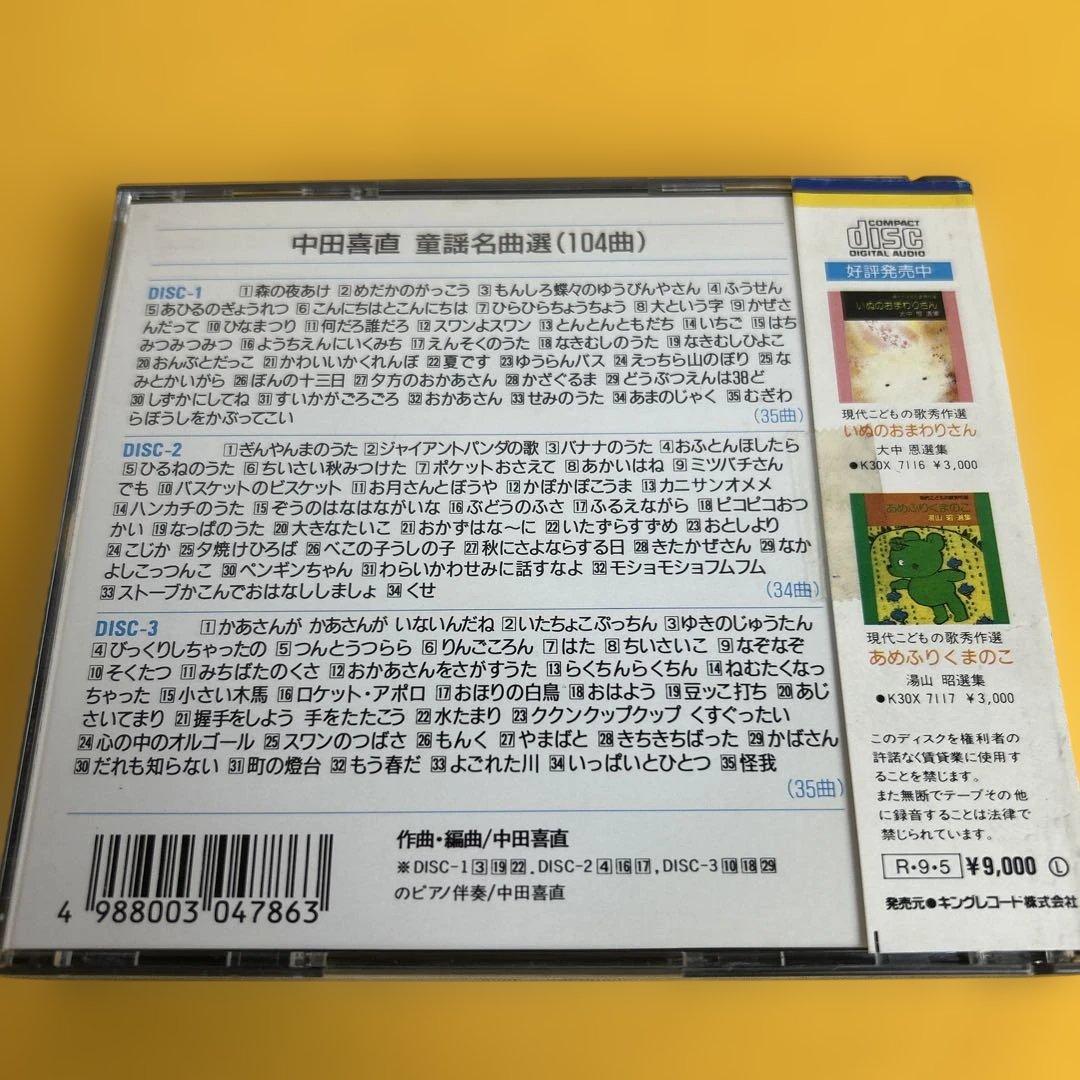 中田喜直 童謡名曲選(104曲)
DISC-1 1森の夜あけ 2めだかのがっこう 3もんしろ蝶々のゆうびんやさん 4ふうせん
5あひるのぎょうれつ 6こんにちはとこんにちは 7ひらひらちょうちょう 8大という字 9かぜさ
んだって 10ひなまつり 11何だろ誰だろ 12スワンよスワン 13とんとんともだち 14いちご 15はち
みつみつみつ 16ようちえんにいくみち 17えんそくのうた 18なきむしのうた 19なきむしひよこ
20おんぶとだっこ 21かわいいかくれんぼ 22夏です 23ゆうらんバス 24えっちら山のぼり 25な
みとかいがら 26ぼんの十三日 27夕方のおかあさん 28かざぐるま 29どうぶつえんは38ど
30しずかにしてね 31すいかがごろごろ 32おかあさん 33せみのうた 34あまのじゃく 35むぎわ
らぼうしをかぶってこい
(35曲)
DISC-2 1ぎんやんまのうた 2ジャイアントパンダの歌 3バナナのうた 4おふとんほしたら
5ひるねのうた 6ちいさい秋みつけた 7ポケットおさえて 8あかいはね 9ミツバチさん
でも 10バスケットのビスケット 11お月さんとぼうや 12かぽかぽこうま 13カニサンオメメ
14ハンカチのうた 15ぞうのはなはながいな 16ぶどうのふさ 17ふるえながら 18ピコピコおつ
かい 19なっぱのうた 20大きなたいこ 21おかずはな〜に 22いたずらすずめ 23おとしより
24こじか 25夕焼けひろば 26べこの子うしの子 27秋にさよならする日 28きたかぜさん 29なか
よしこっつんこ 30ペンギンちゃん 31わらいかわせみに話すなよ 32モショモショフムフム
33ストーブかこんでおはなししましょ 34くせ
(34曲)
DISC-3 1かあさんが かあさんが いないんだね 2いたちょこぷっちん 3ゆきのじゅうたん
4びっくりしちゃったの 5つんとうつらら 6りんごころん 7はた 8ちいさいこ 9なぞなぞ
10そくたつ 11みちばたのくさ 12おかあさんをさがすうた 13らくちんらくちん 14ねむたくなっ
ちゃった 15小さい木馬 16ロケット・アポロ 17おほりの白鳥 18おはよう 19豆ッこ打ち 20あじ
さいてまり 21握手をしよう 手をたたこう 22水たまり 23ククンクップクップ くすぐったい
24心の中のオルゴール 25スワンのつばさ 26もんく 27やまばと 28きちきちばった 29かばさん
30だれも知らない 31町の燈台 32もう春だ 33よごれた川 34いっぱいとひとつ 35怪我
(35曲)
作曲・編曲/中田喜直
※DISC-1 3 19 22, DISC-2 4 16 17, DISC-3 10 18 29
のピアノ伴奏/中田喜直
4 988003 047863
COMPACT
disc
DIGITAL AUDIO
好評発売中
いぬのおまわりさん
現代こどもの歌秀作選
いぬのおまわりさん
大中 恩選集
●K30X 7116 ¥3,000
現代こどもの歌秀作選
あめふりくまのこ
湯山 昭選集
現代こどもの歌秀作選
あめふりくまのこ
湯山 昭選集
●K30X 7117 ¥3,000
このディスクを権利者の
許諾なく賃貸業に使用す
ることを禁じます。
また無断でテープその他
に録音することは法律で
禁じられています。
R・9・5 ¥9,000 L
発売元●キングレコード株式会社